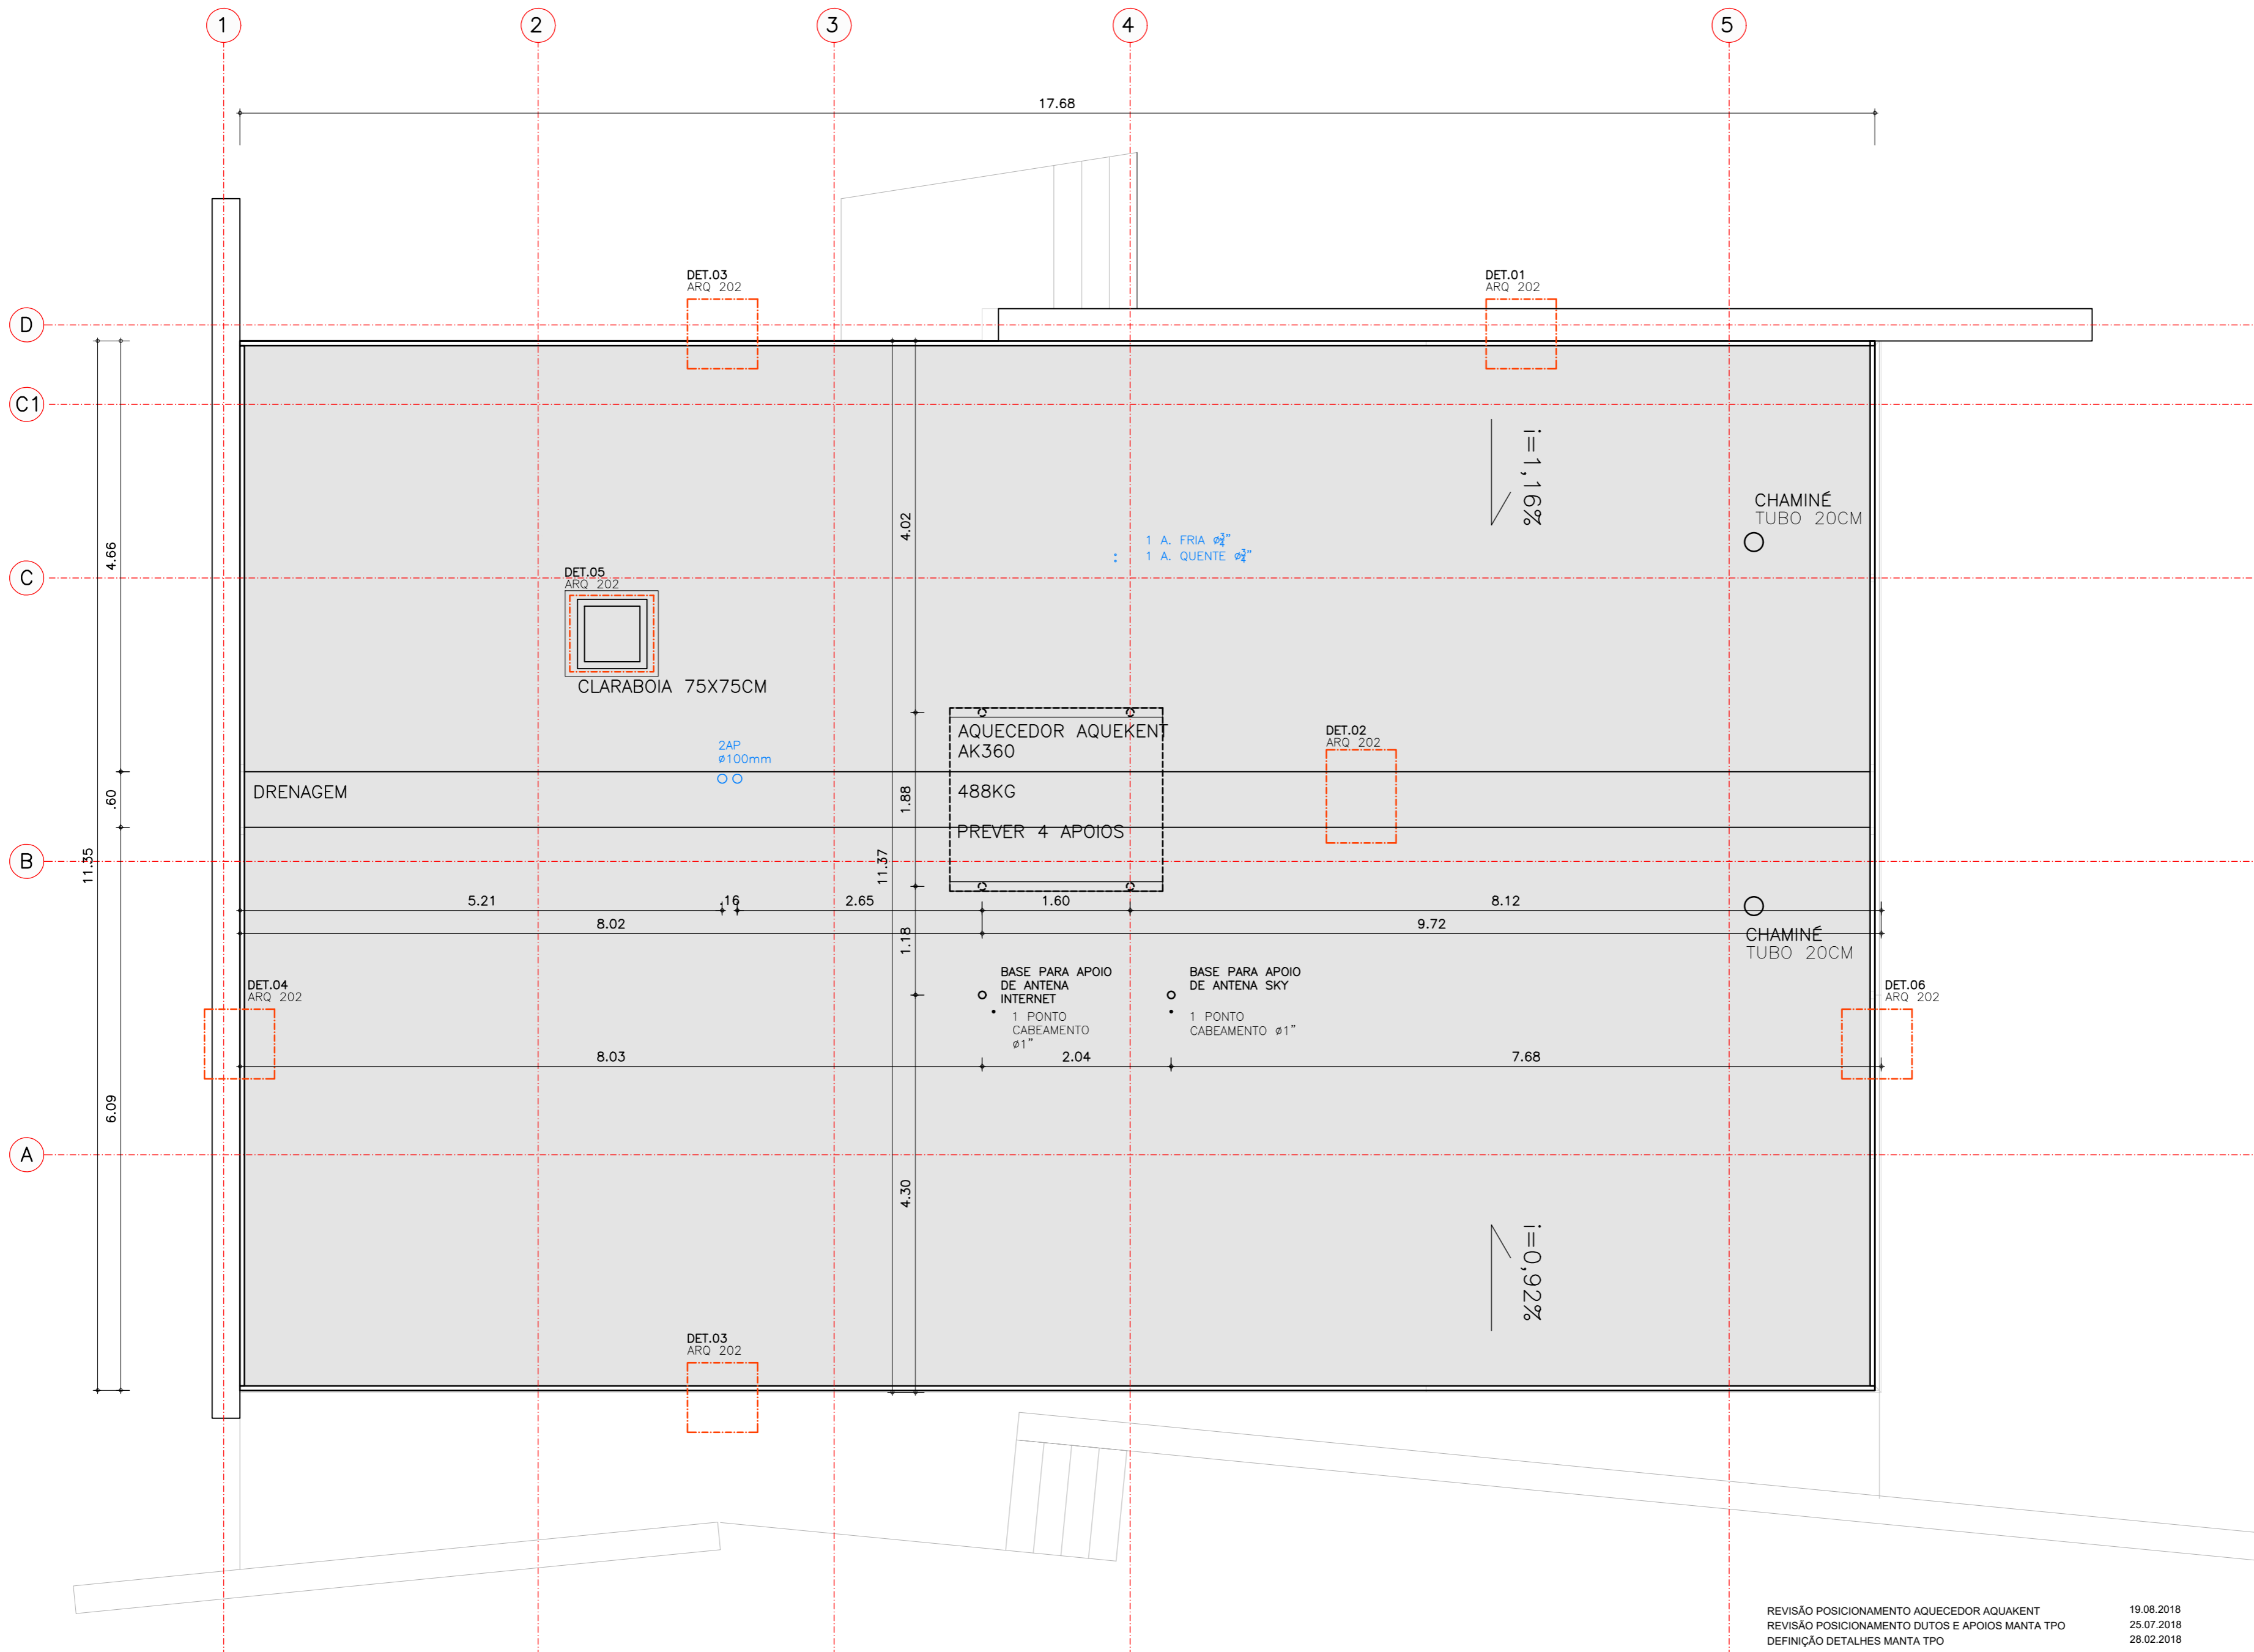 1
2
3
4
5
17.68
DET.03
ARQ 202
DET.01
ARQ 202
D
C1
i=1,16%
CHAMINÉ
TUBO 20CM
4.02
1 A. FRIA ø3/4"
1 A. QUENTE ø3/4"
4.66
C
DET.05
ARQ 202
CLARABOIA 75X75CM
AQUECEDOR AQUEKENT
AK360
DET.02
ARQ 202
2AP
ø100mm
DRENAGEM
488KG
.60
1.88
PREVER 4 APOIOS
B
11.35
11.37
5.21
.16
2.65
1.60
8.12
8.02
9.72
1.18
CHAMINÉ
TUBO 20CM
BASE PARA APOIO
DE ANTENA
INTERNET
1 PONTO
CABEAMENTO
ø1"
BASE PARA APOIO
DE ANTENA SKY
1 PONTO
CABEAMENTO ø1"
DET.04
ARQ 202
DET.06
ARQ 202
8.03
2.04
7.68
6.09
A
4.30
i=0,92%
DET.03
ARQ 202
REVISÃO POSICIONAMENTO AQUECEDOR AQUAKENT 19.08.2018
REVISÃO POSICIONAMENTO DUTOS E APOIOS MANTA TPO 25.07.2018
DEFINIÇÃO DETALHES MANTA TPO 28.02.2018